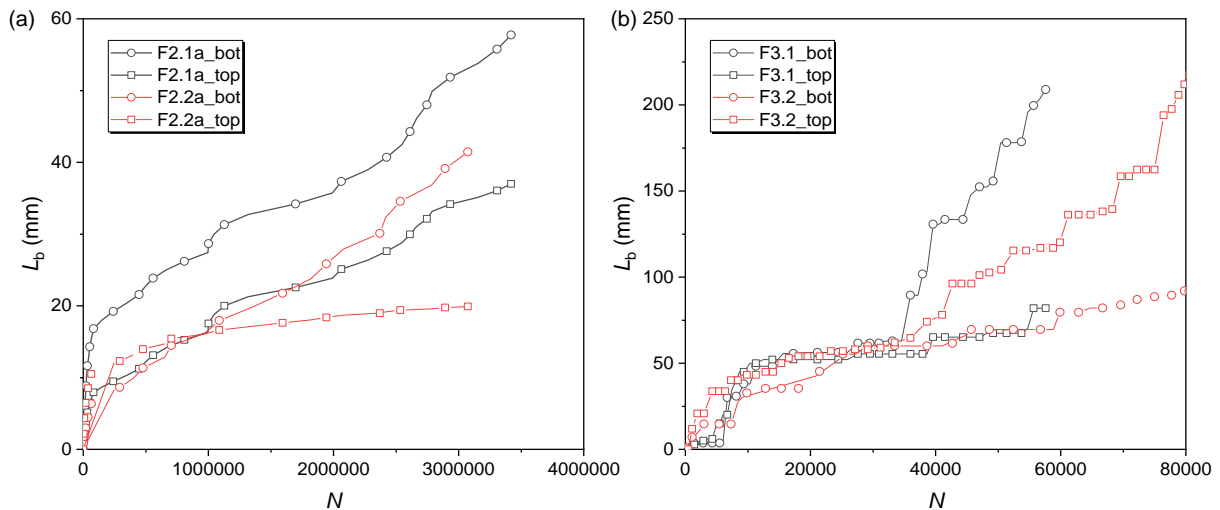 (a)
60
40
20
0
L_b (mm)
F2.1a_bot
F2.1a_top
F2.2a_bot
F2.2a_top
0 1000000 2000000 3000000 4000000
N
(b)
250
200
150
100
50
0
L_b (mm)
F3.1_bot
F3.1_top
F3.2_bot
F3.2_top
0 20000 40000 60000 80000
N